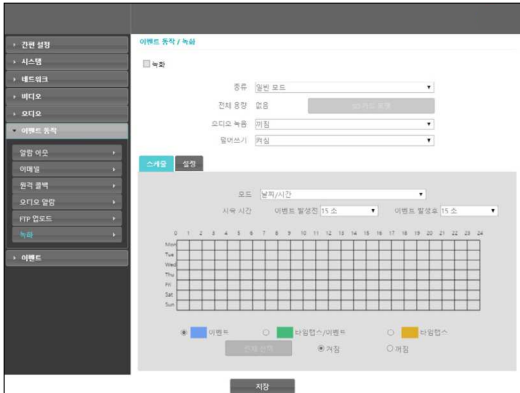 이벤트 동작 / 녹화
간편 설정
시스템
네트워크
비디오
오디오
이벤트 동작
알람 아웃
이메일
원격 콜백
오디오 알람
FTP 업로드
녹화
이벤트
녹화
종류 일반 모드
전체 용량 없음
오디오 녹음 꺼짐
덮어쓰기 켜짐
스케줄 설정
모드 날짜/시간
지속 시간 이벤트 발생전 15 초 이벤트 발생후 15 초
0 1 2 3 4 5 6 7 8 9 10 11 12 13 14 15 16 17 18 19 20 21 22 23 24
Mon
Tue
Wed
Thu
Fri
Sat
Sun
이벤트 타임랩스/이벤트 타임랩스
켜짐 꺼짐
저장